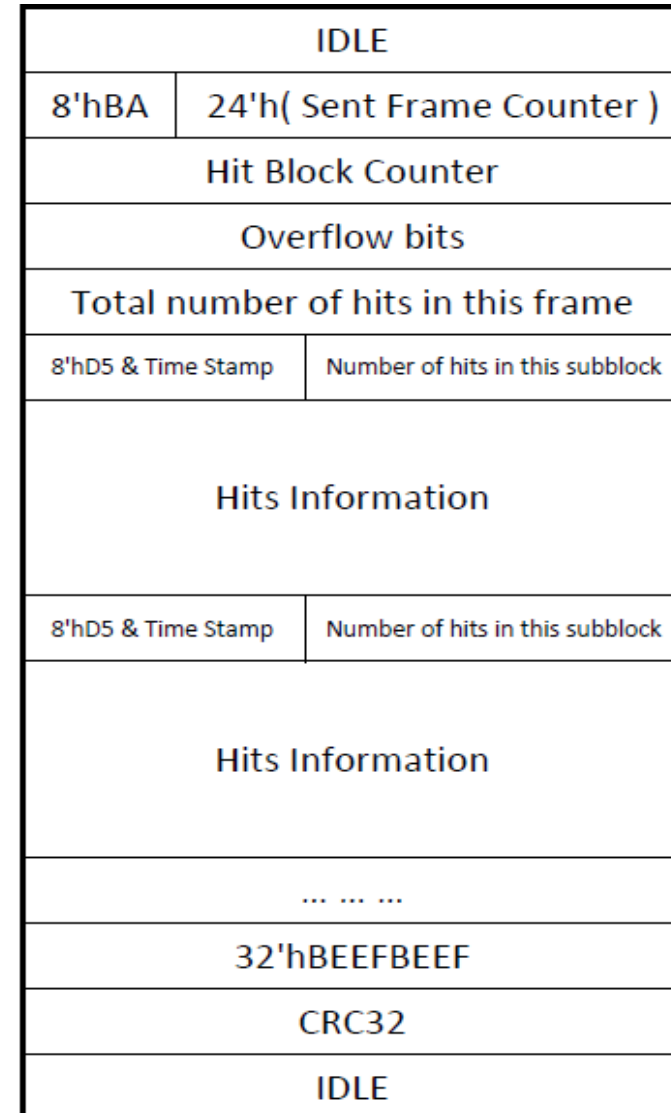 IDLE
8'hBA 24'h( Sent Frame Counter )
Hit Block Counter
Overflow bits
Total number of hits in this frame
8'hD5 & Time Stamp Number of hits in this subblock
Hits Information
8'hD5 & Time Stamp Number of hits in this subblock
Hits Information
... ... ...
32'hBEEFBEEF
CRC32
IDLE